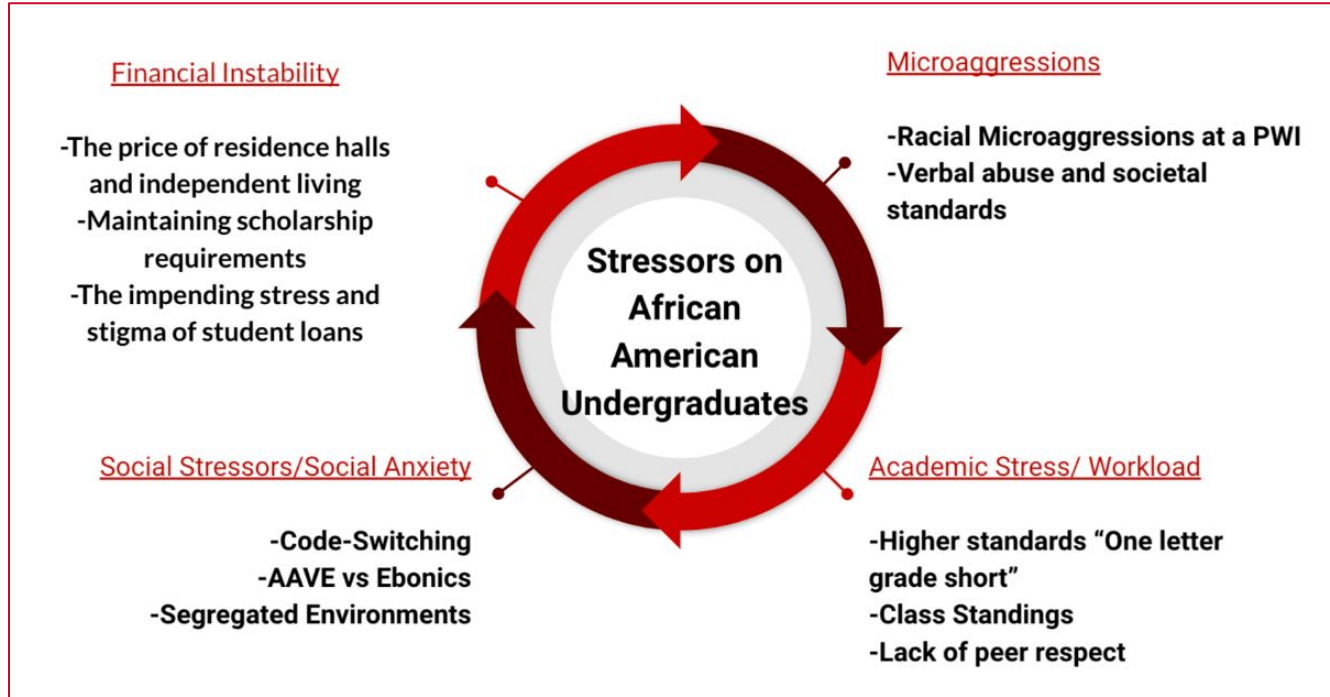 Financial Instability
-The price of residence halls
and independent living
-Maintaining scholarship
requirements
-The impending stress and
stigma of student loans
Microaggressions
-Racial Microaggressions at a PWI
-Verbal abuse and societal
standards
Stressors on
African
American
Undergraduates
Social Stressors/Social Anxiety
-Code-Switching
-AAVE vs Ebonics
-Segregated Environments
Academic Stress/ Workload
-Higher standards “One letter
grade short”
-Class Standings
-Lack of peer respect